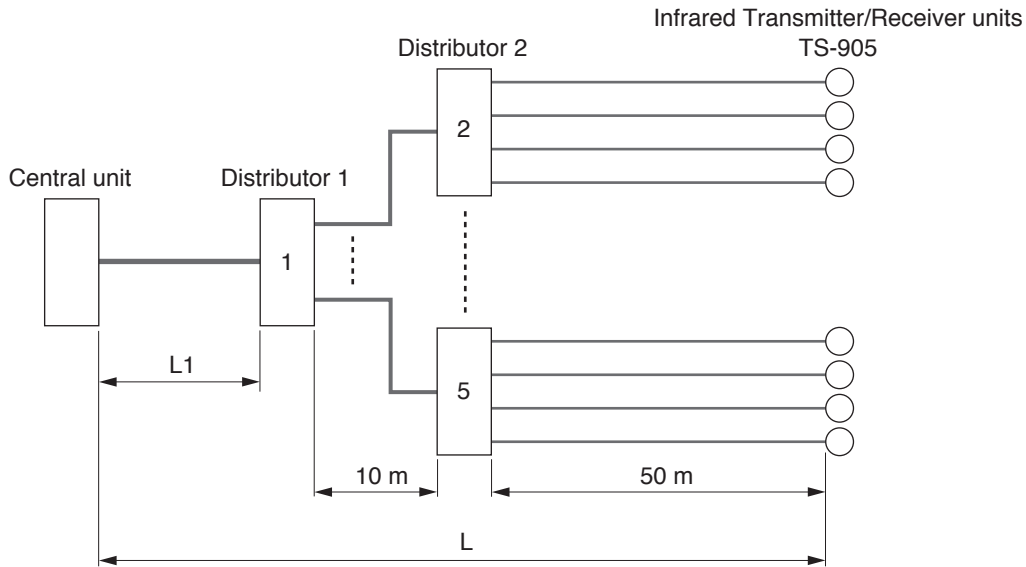 Infrared Transmitter/Receiver units
TS-905
Distributor 2
2
Central unit
Distributor 1
1
L1
5
10 m
50 m
L